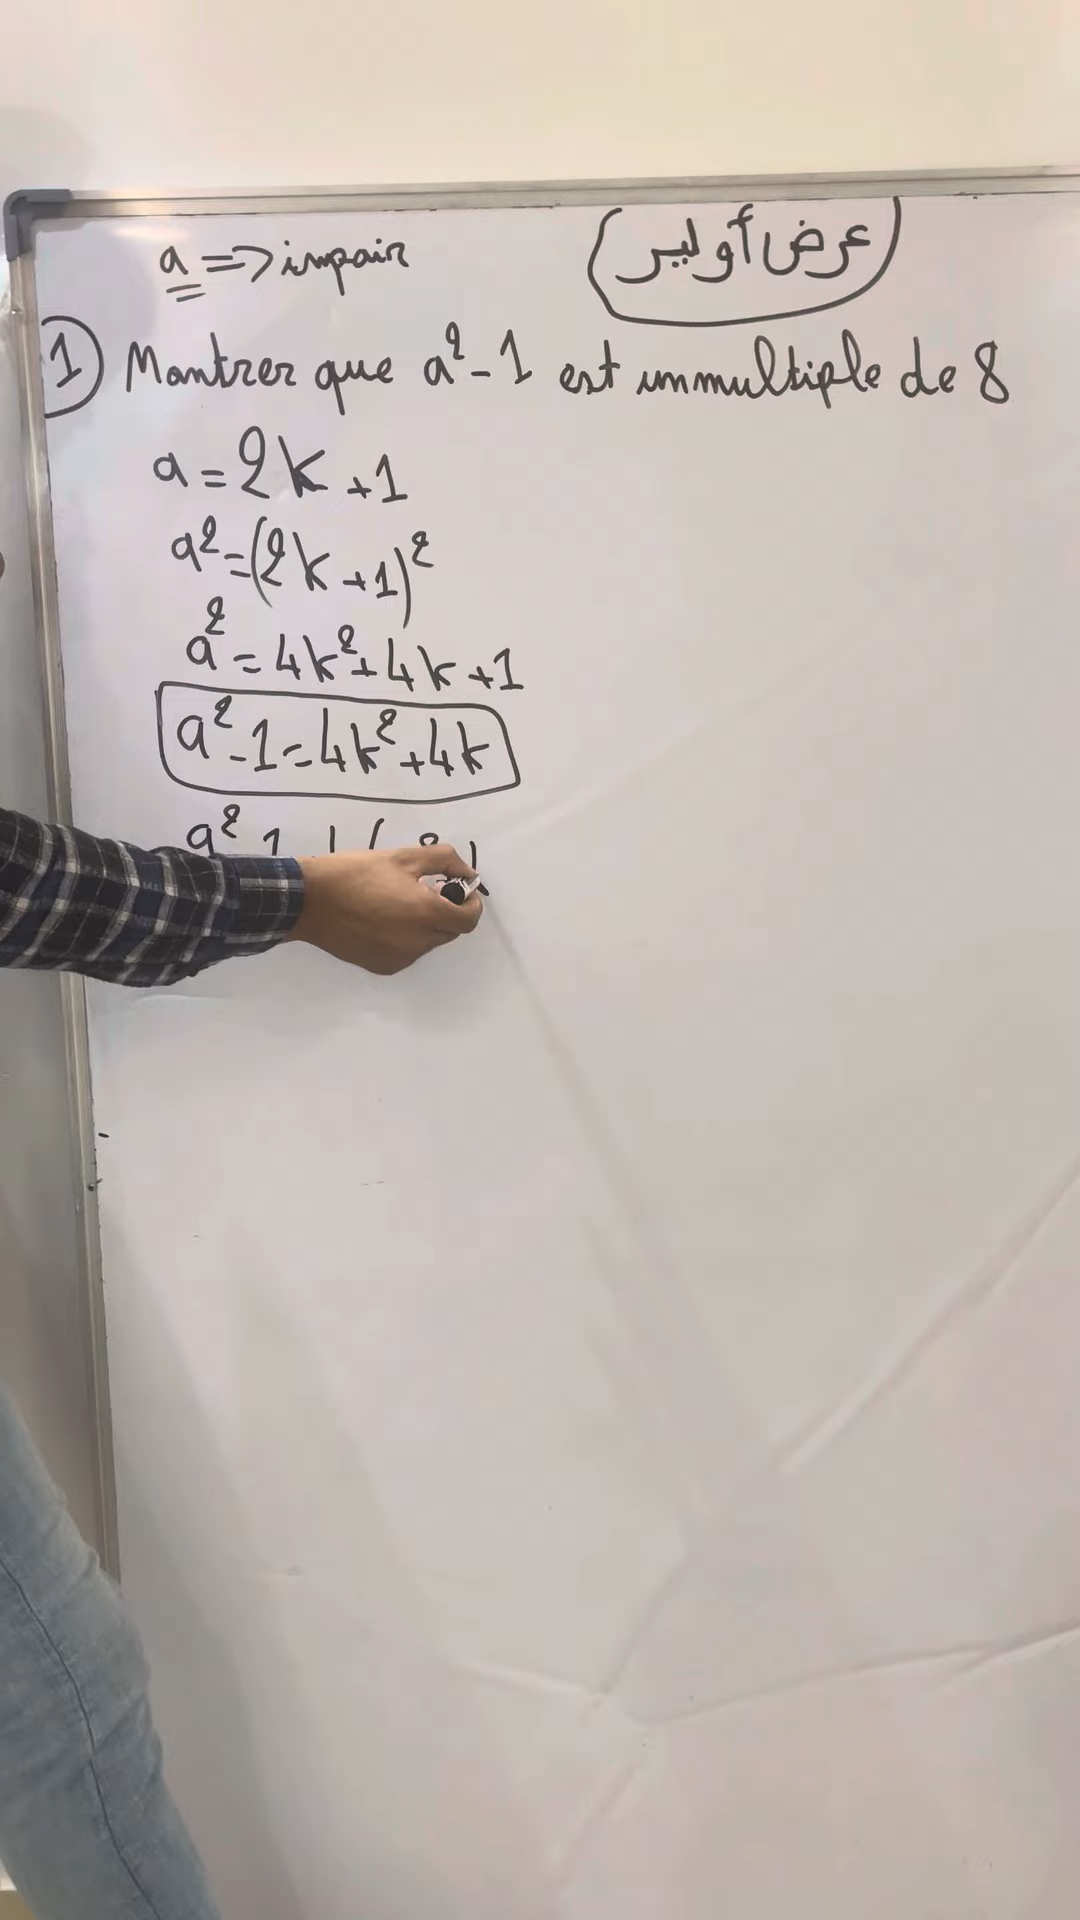 a => impair
عرض أولير
1 Montrer que a² - 1 est un multiple de 8
a = 2k + 1
a² = (2k + 1)²
a² = 4k² + 4k + 1
a² - 1 = 4k² + 4k
a²